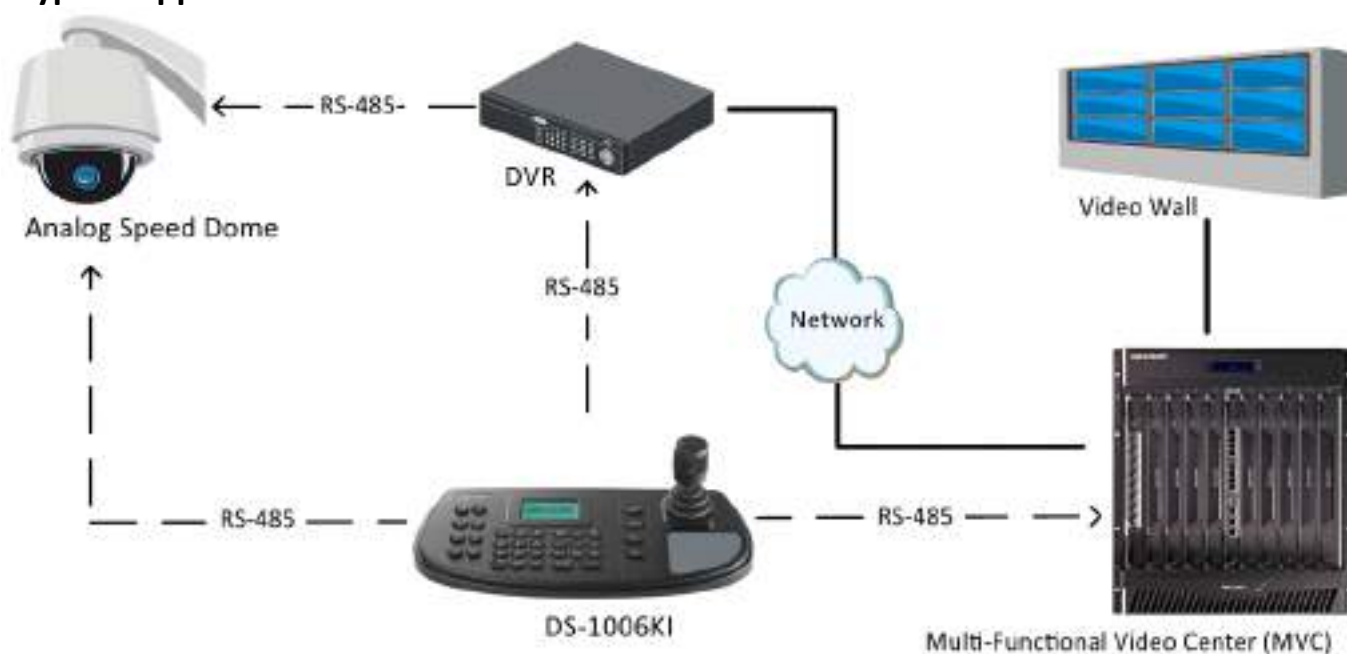 RS-485-
DVR
Analog Speed Dome
Video Wall
RS-485
Network
RS-485
RS-485
DS-1006KI
Multi-Functional Video Center (MVC)